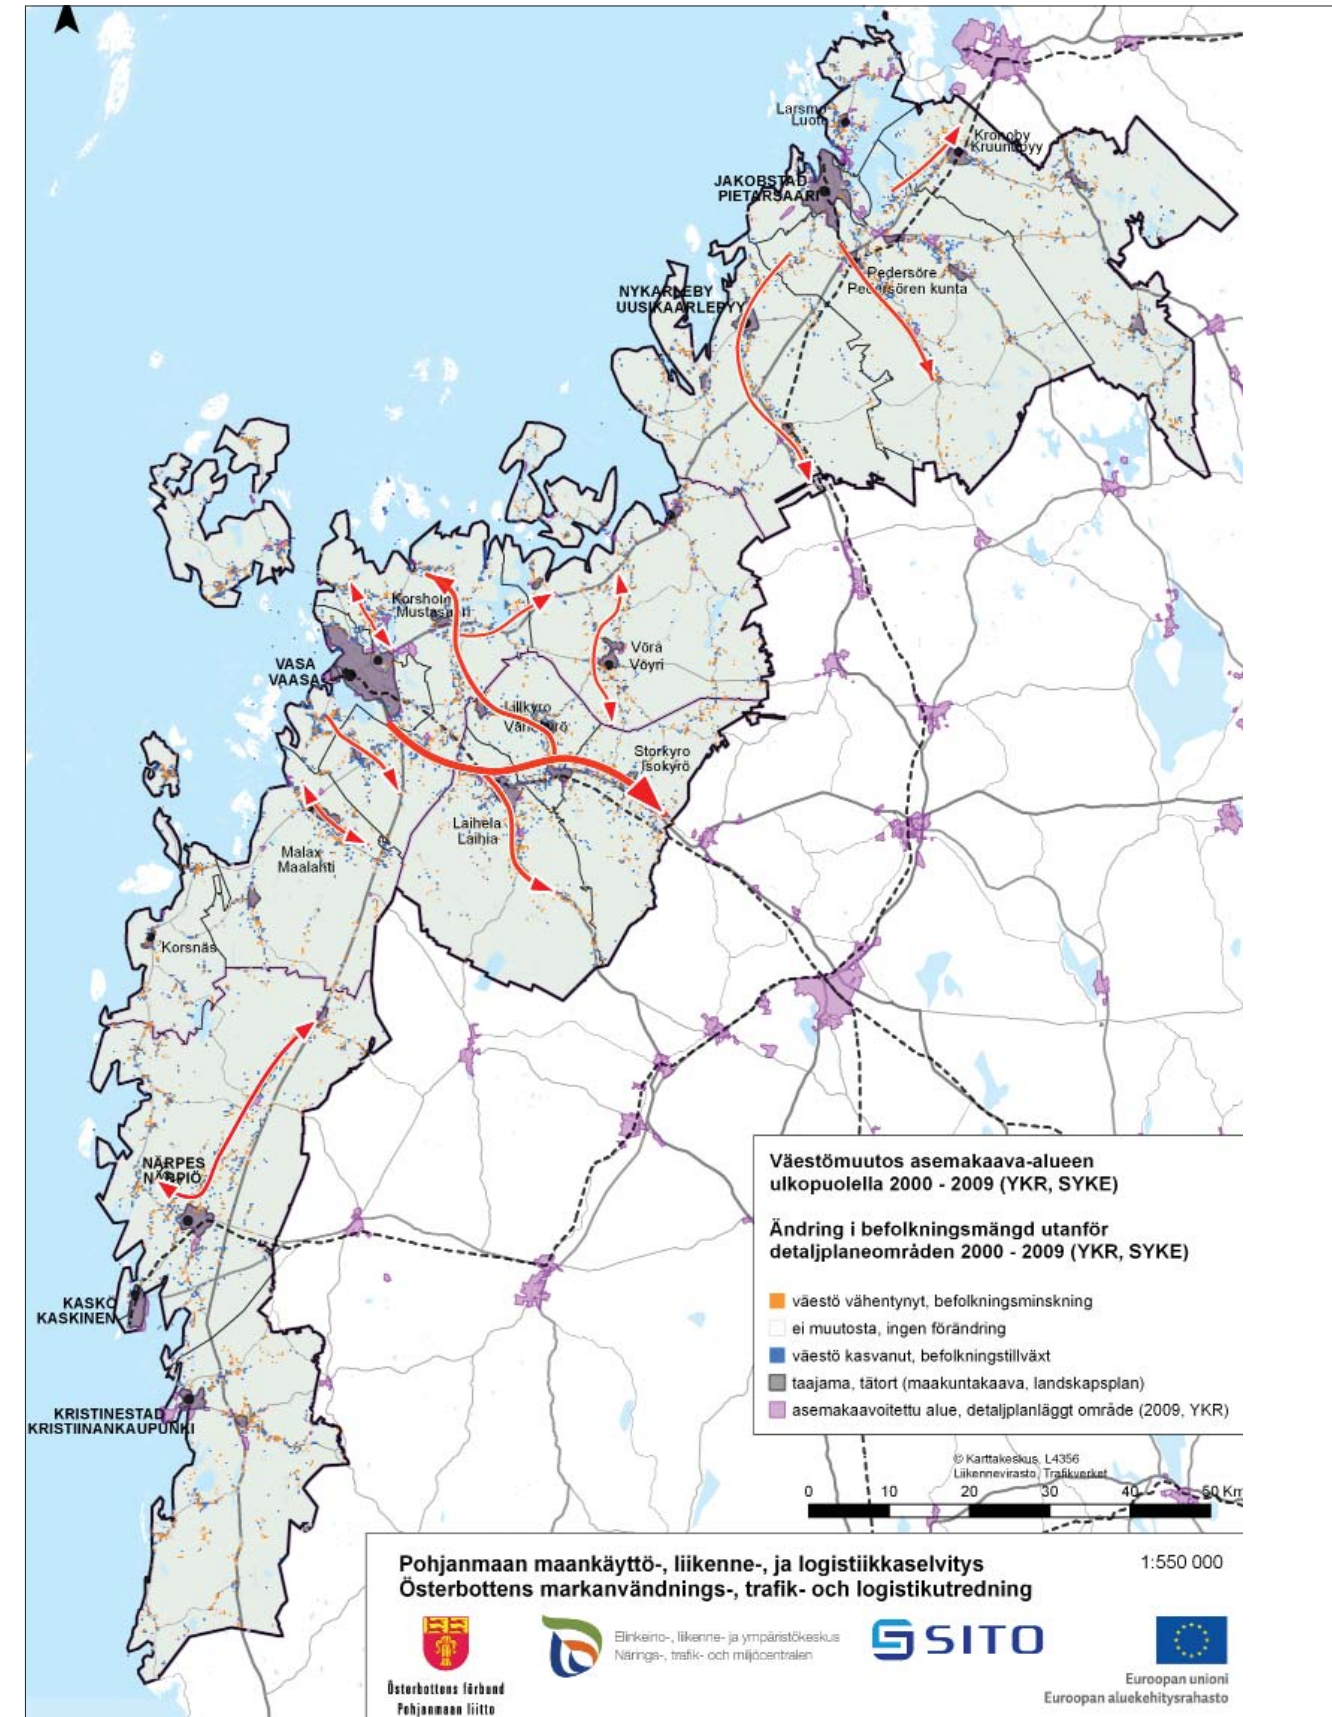 Larsmo
Luoto
Kronoby
Kruunupyy
JAKOBSTAD
PIETARSAARI
Pedersöre
Pedersören kunta
NYKARLEBY
UUSIKAARLEPYY
Korsholm
Mustasaari
Vörå
Vöyri
VASA
VAASA
Lillkyro
Vähäkyrö
Storkyro
Isokyrö
Laihela
Laihia
Malax
Maalahti
Korsnäs
NÄRPES
NÄRPIÖ
KASKÖ
KASKINEN
KRISTINESTAD
KRISTIINANKAUPUNKI
Väestömuutos asemakaava-alueen
ulkopuolella 2000 - 2009 (YKR, SYKE)
Ändring i befolkningsmängd utanför
detaljplaneområden 2000 - 2009 (YKR, SYKE)
väestö vähentynyt, befolkningsminskning
ei muutosta, ingen förändring
väestö kasvanut, befolkningstillväxt
taajama, tätort (maakuntakaava, landskapsplan)
asemakaavoitettu alue, detaljplanläggt område (2009, YKR)
© Karttakeskus, L4356
Liikennevirasto, Trafikverket
0 10 20 30 40 50 Km
Pohjanmaan maankäyttö-, liikenne-, ja logistiikkaselvitys
Österbottens markanvändnings-, trafik- och logistikutredning
1:550 000
Elinkeino-, liikenne- ja ympäristökeskus
Närings-, trafik- och miljöcentralen
SITO
Österbottens förbund
Pohjanmaan liitto
Euroopan unioni
Euroopan aluekehitysrahasto